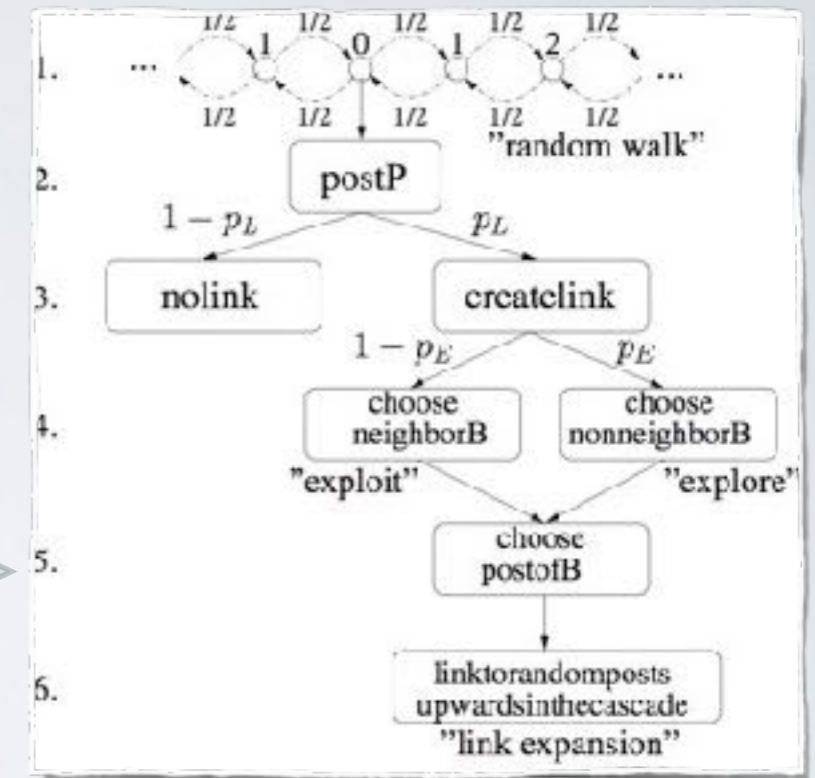 1/2 1/2 1/2 1/2 1/2
1 0 1 2
1. ... ...
1/2 1/2 1/2 1/2 1/2
"random walk"
2. postP
1 − p_L p_L
3. nolink createlink
1 − p_E p_E
4. choose choose
neighborB nonneighborB
"exploit" "explore"
5. choose
postofB
6. linktorandomposts
upwardsinthecascade
"link expansion"